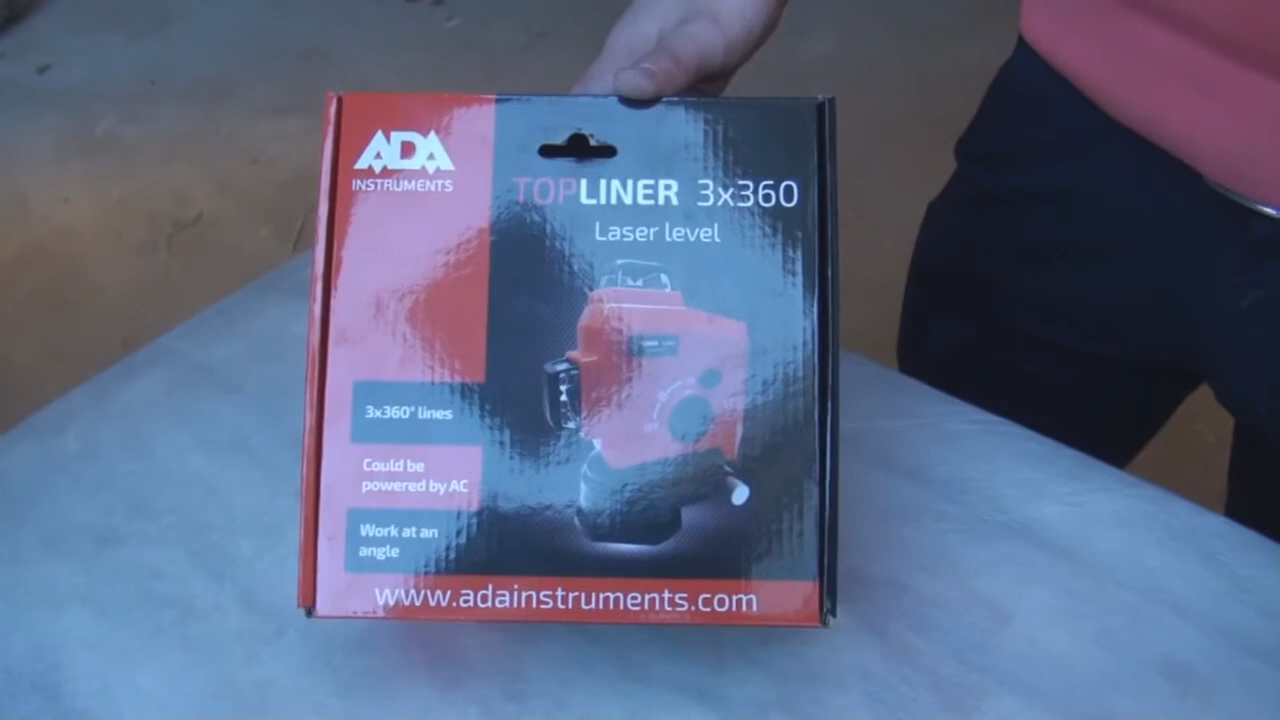 ADA
INSTRUMENTS
TOPLINER 3x360
Laser level
3x360° lines
Could be
powered by AC
Work at an
angle
www.adainstruments.com